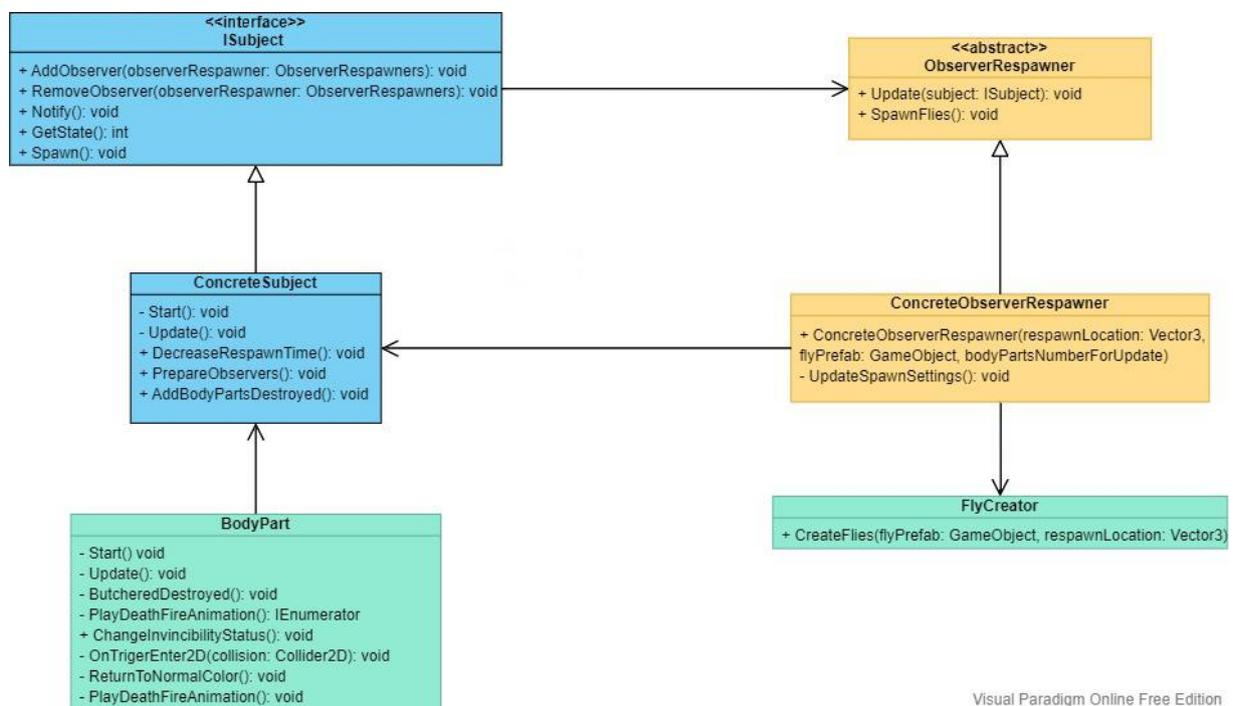 <<interface>>
ISubject
+ AddObserver(observerRespawner: ObserverRespawners): void
+ RemoveObserver(observerRespawner: ObserverRespawners): void
+ Notify(): void
+ GetState(): int
+ Spawn(): void
<<abstract>>
ObserverRespawner
+ Update(subject: ISubject): void
+ SpawnFlies(): void
ConcreteSubject
- Start(): void
- Update(): void
+ DecreaseRespawnTime(): void
+ PrepareObservers(): void
+ AddBodyPartsDestroyed(): void
ConcreteObserverRespawner
+ ConcreteObserverRespawner(respawnLocation: Vector3,
flyPrefab: GameObject, bodyPartsNumberForUpdate)
- UpdateSpawnSettings(): void
BodyPart
- Start() void
- Update(): void
- ButcheredDestroyed(): void
- PlayDeathFireAnimation(): IEnumerator
+ ChangeInvincibilityStatus(): void
- OnTrigerEnter2D(collision: Collider2D): void
- ReturnToNormalColor(): void
- PlayDeathFireAnimation(): void
FlyCreator
+ CreateFlies(flyPrefab: GameObject, respawnLocation: Vector3)
Visual Paradigm Online Free Edition